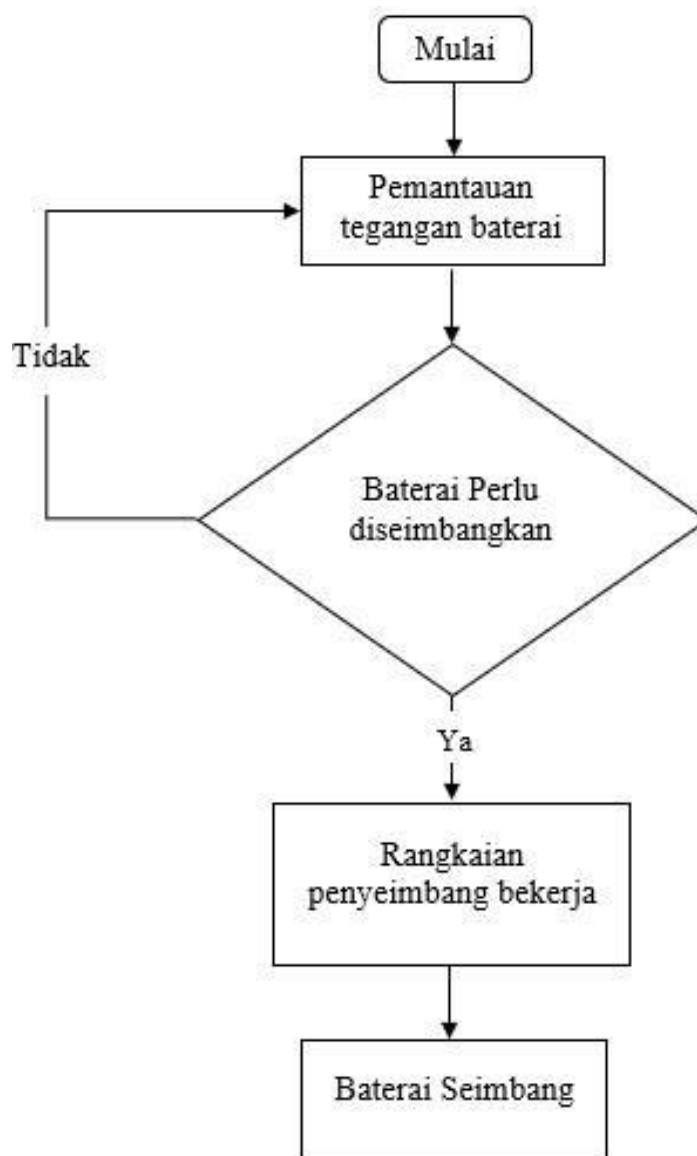 Mulai
Pemantauan
tegangan baterai
Tidak
Baterai Perlu
diseimbangkan
Ya
Rangkaian
penyeimbang bekerja
Baterai Seimbang